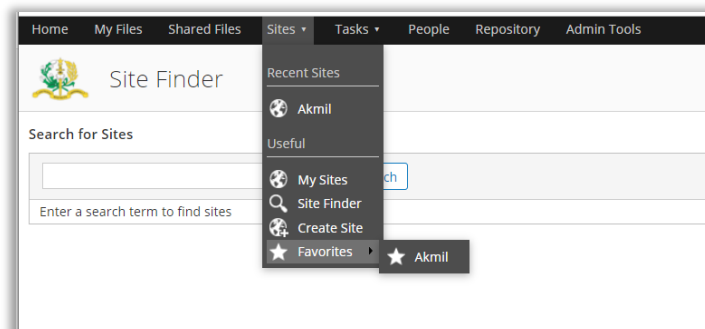 Home My Files Shared Files Sites Tasks People Repository Admin Tools
Site Finder
Recent Sites
Akmil
Search for Sites
Useful
My Sites
ch
Site Finder
Enter a search term to find sites
Create Site
Favorites
Akmil